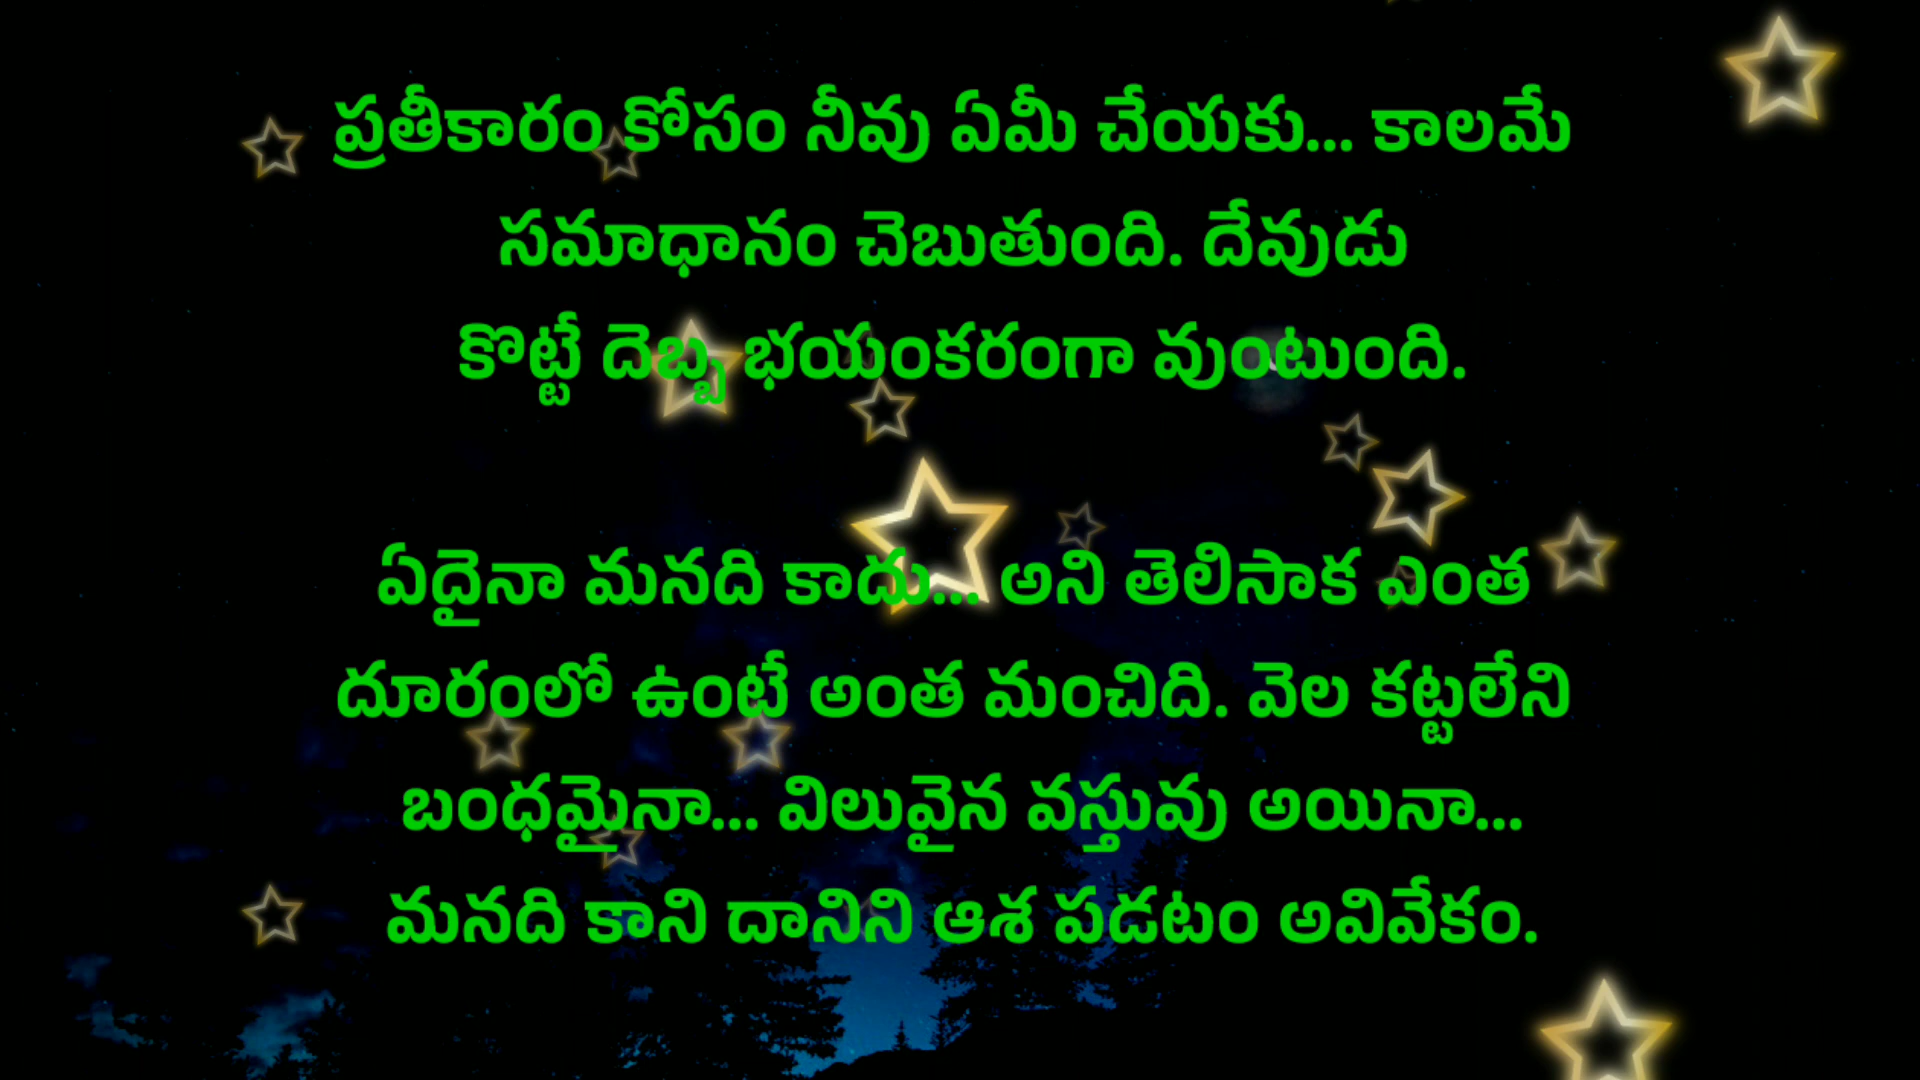 ప్రతీకారం కోసం నీవు ఏమీ చేయకు... కాలమే
సమాధానం చెబుతుంది. దేవుడు
కొట్టే దెబ్బ భయంకరంగా వుంటుంది.
ఏదైనా మనది కాదు... అని తెలిసాక ఎంత
దూరంలో ఉంటే అంత మంచిది. వెల కట్టలేని
బంధమైనా... విలువైన వస్తువు అయినా...
మనది కాని దానిని ఆశ పడటం అవివేకం.